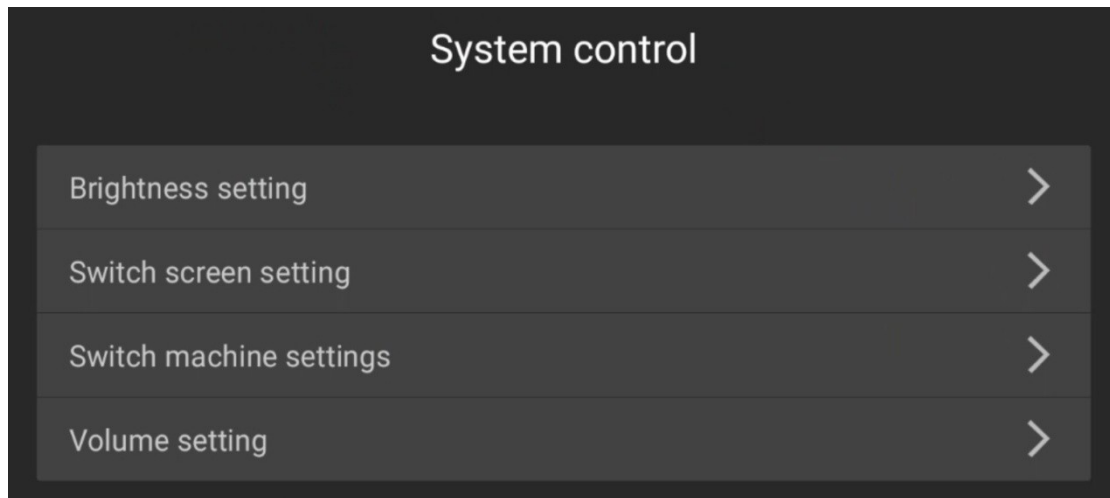 System control
Brightness setting
Switch screen setting
Switch machine settings
Volume setting